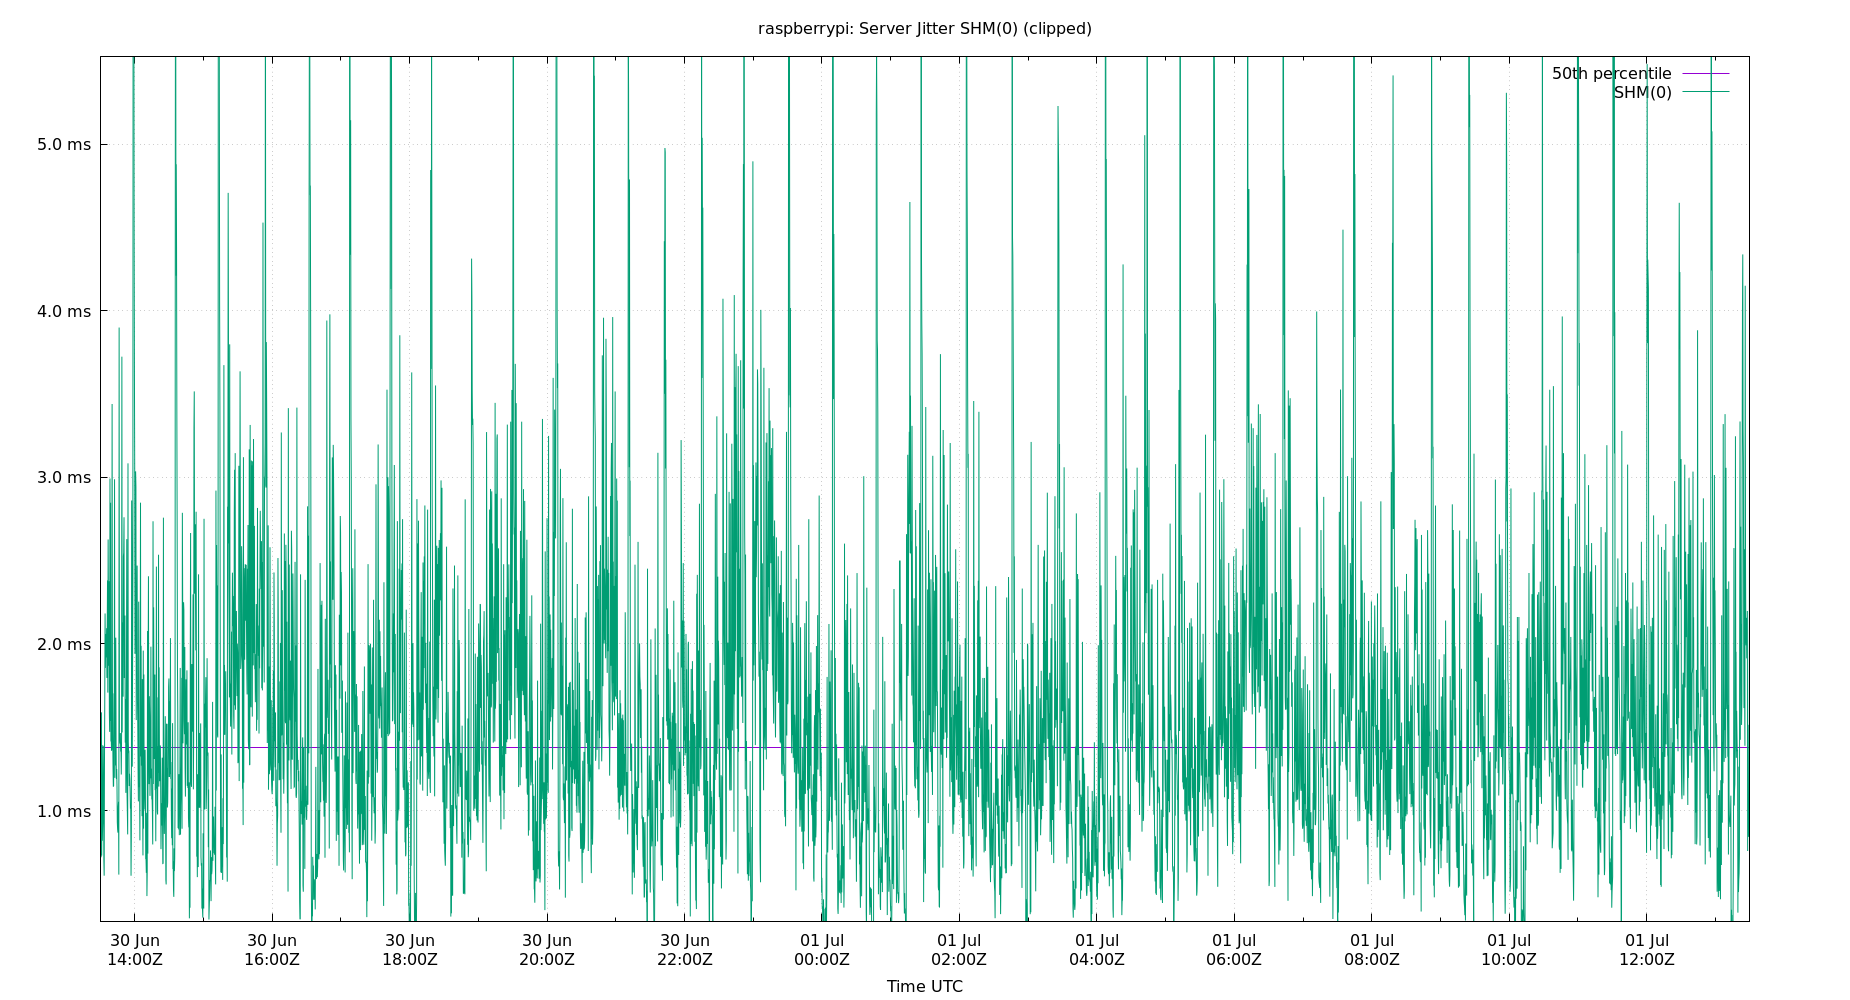 raspberrypi: Server Jitter SHM(0) (clipped)
50th percentile
SHM(0)
5.0 ms
4.0 ms
3.0 ms
2.0 ms
1.0 ms
30 Jun 30 Jun 30 Jun 30 Jun 30 Jun 01 Jul 01 Jul 01 Jul 01 Jul 01 Jul 01 Jul 01 Jul
14:00Z 16:00Z 18:00Z 20:00Z 22:00Z 00:00Z 02:00Z 04:00Z 06:00Z 08:00Z 10:00Z 12:00Z
Time UTC